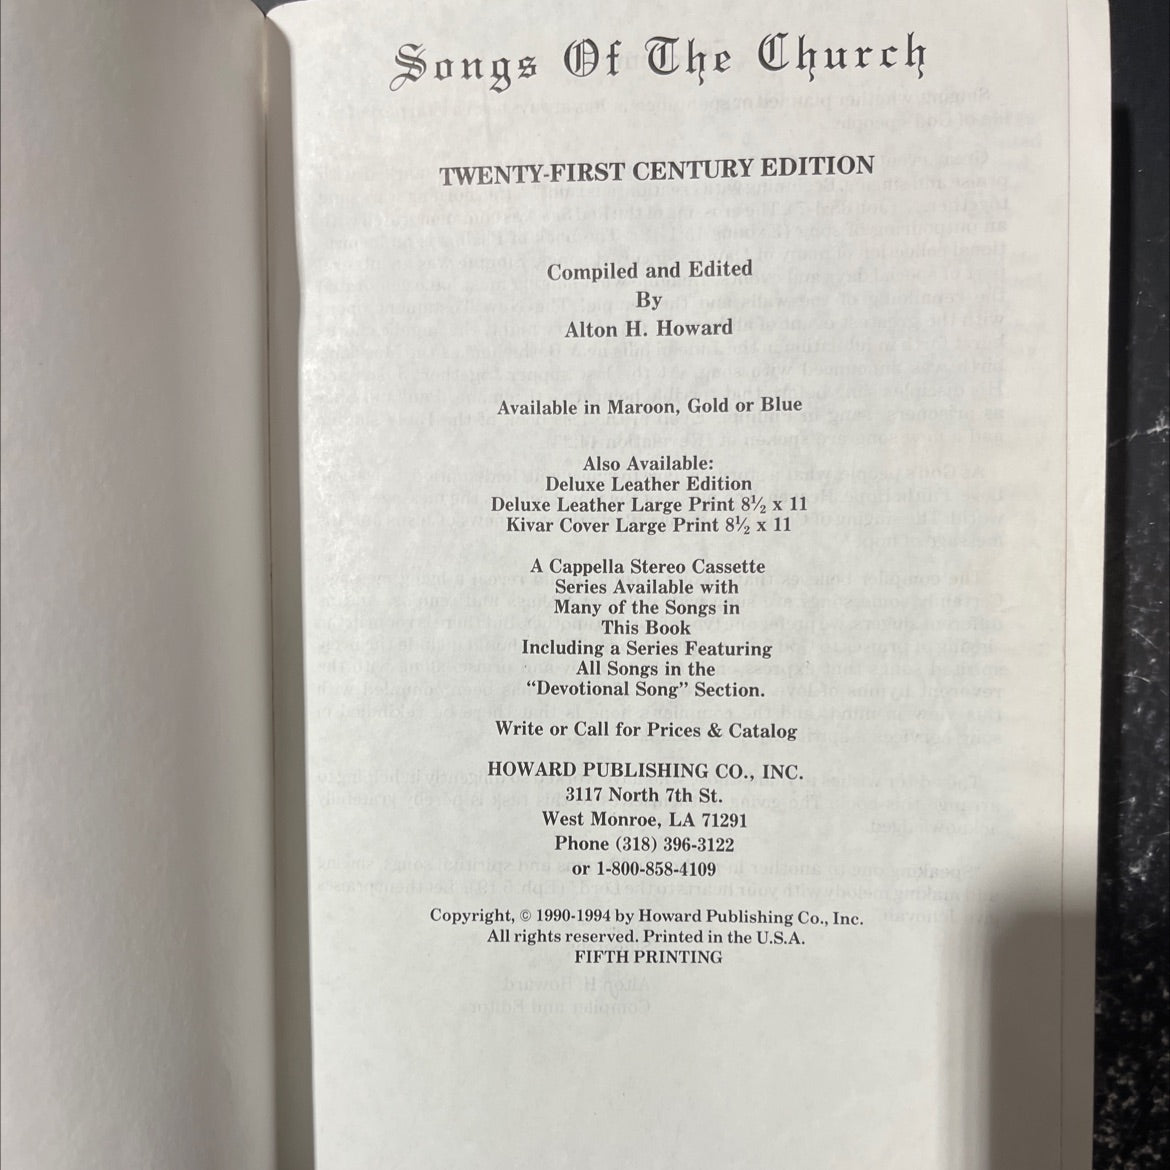 Songs Of The Church
TWENTY-FIRST CENTURY EDITION
Compiled and Edited
By
Alton H. Howard
Available in Maroon, Gold or Blue
Also Available:
Deluxe Leather Edition
Deluxe Leather Large Print 8½ x 11
Kivar Cover Large Print 8½ x 11
A Cappella Stereo Cassette
Series Available with
Many of the Songs in
This Book
Including a Series Featuring
All Songs in the
“Devotional Song” Section.
Write or Call for Prices & Catalog
HOWARD PUBLISHING CO., INC.
3117 North 7th St.
West Monroe, LA 71291
Phone (318) 396-3122
or 1-800-858-4109
Copyright, © 1990-1994 by Howard Publishing Co., Inc.
All rights reserved. Printed in the U.S.A.
FIFTH PRINTING